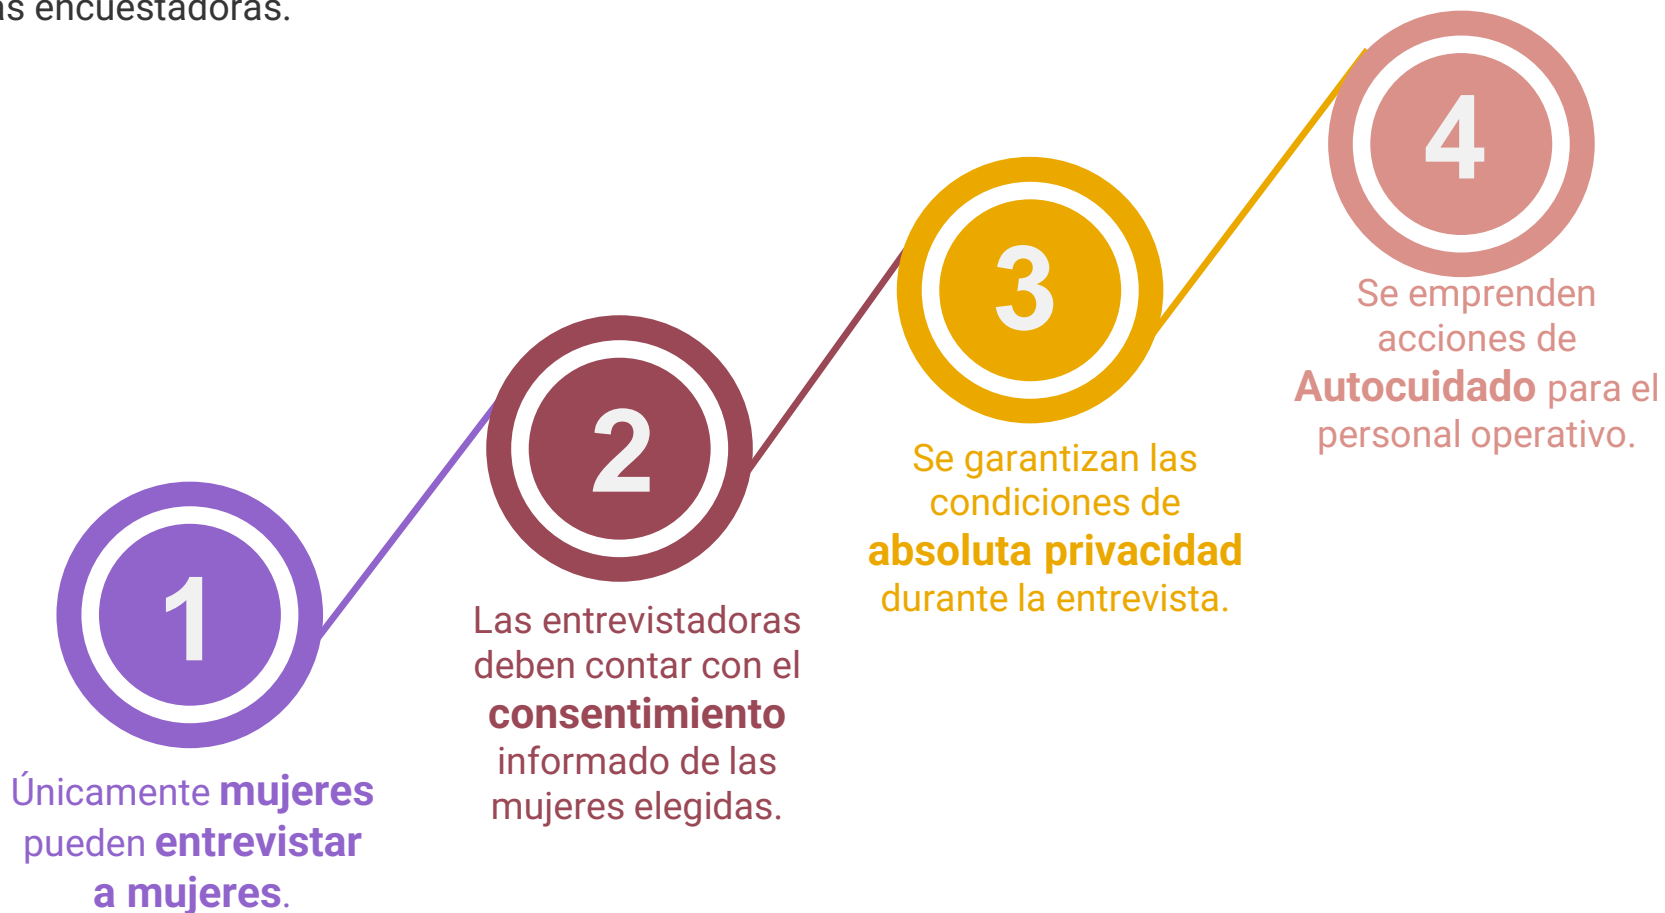 as encuestadoras.
1
Únicamente mujeres
pueden entrevistar
a mujeres.
2
Las entrevistadoras
deben contar con el
consentimiento
informado de las
mujeres elegidas.
3
Se garantizan las
condiciones de
absoluta privacidad
durante la entrevista.
4
Se emprenden
acciones de
Autocuidado para el
personal operativo.